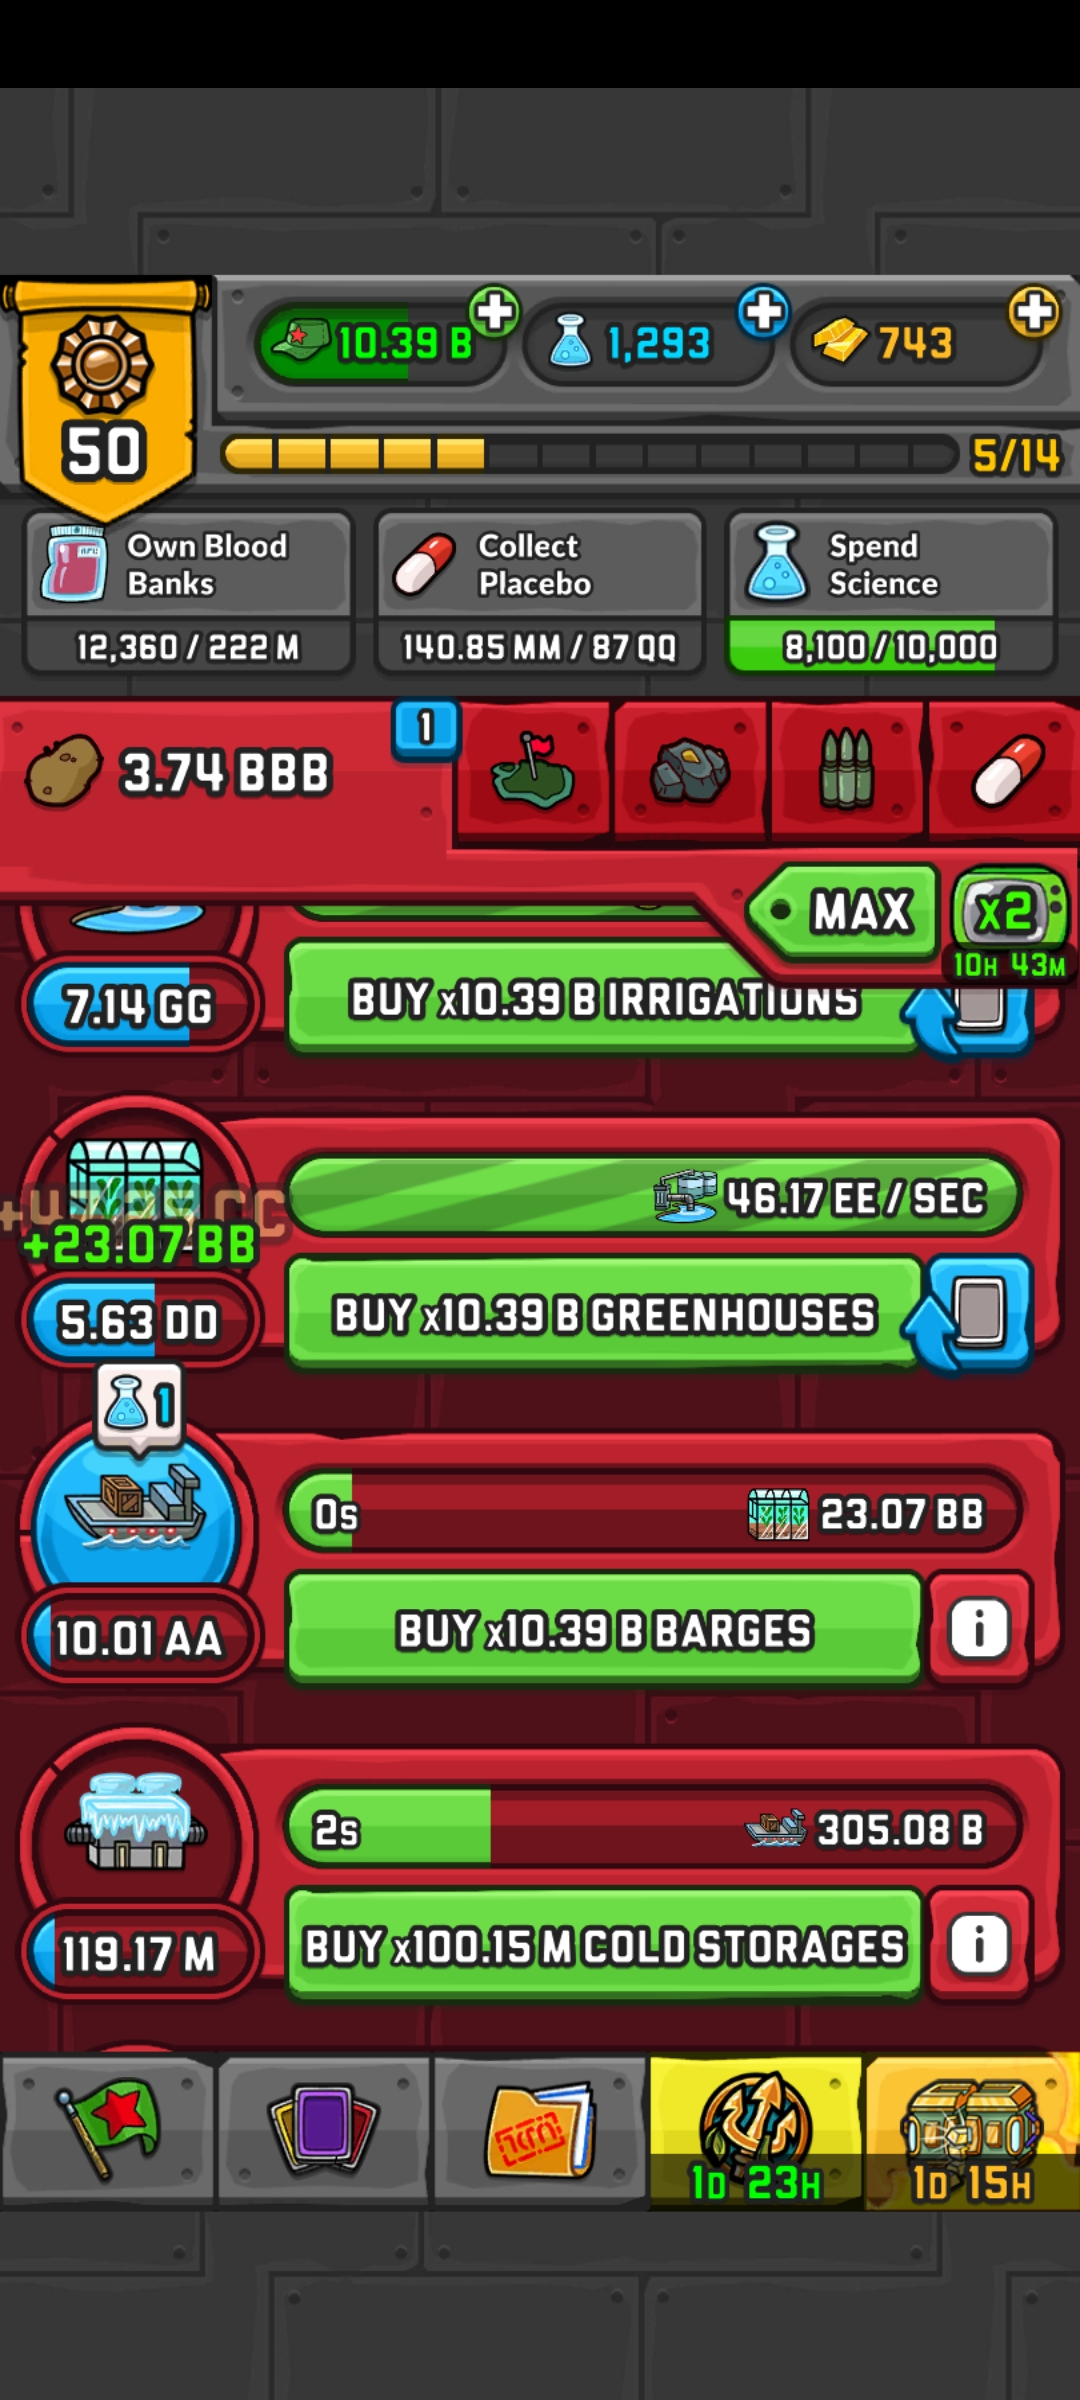 10.39 B
1,293
743
50
5/14
Own Blood
Banks
12,360 / 222 M
Collect
Placebo
140.85 MM / 87 QQ
Spend
Science
8,100 / 10,000
3.74 BBB
1
MAX
x2
10H 43M
7.14 GG
BUY x10.39 B IRRIGATIONS
46.17 EE / SEC
+23.07 BB
5.63 DD
BUY x10.39 B GREENHOUSES
1
0s
23.07 BB
10.01 AA
BUY x10.39 B BARGES
i
2s
305.08 B
119.17 M
BUY x100.15 M COLD STORAGES
i
1D 23H
1D 15H